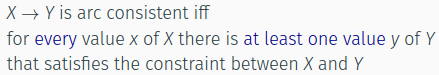 X → Y is arc consistent iff
for every value x of X there is at least one value y of Y
that satisfies the constraint between X and Y